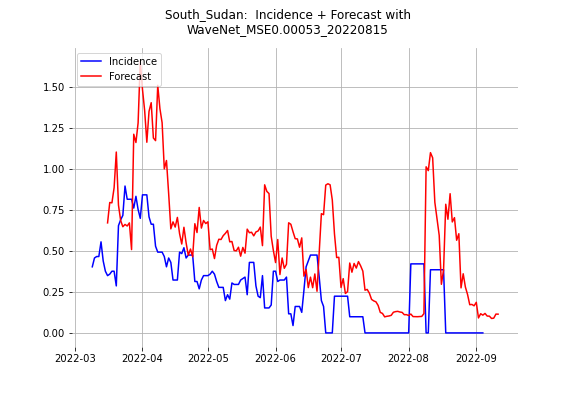 South_Sudan:  Incidence + Forecast with
WaveNet_MSE0.00053_20220815
Incidence
Forecast
1.50
1.25
1.00
0.75
0.50
0.25
0.00
2022-03 2022-04 2022-05 2022-06 2022-07 2022-08 2022-09